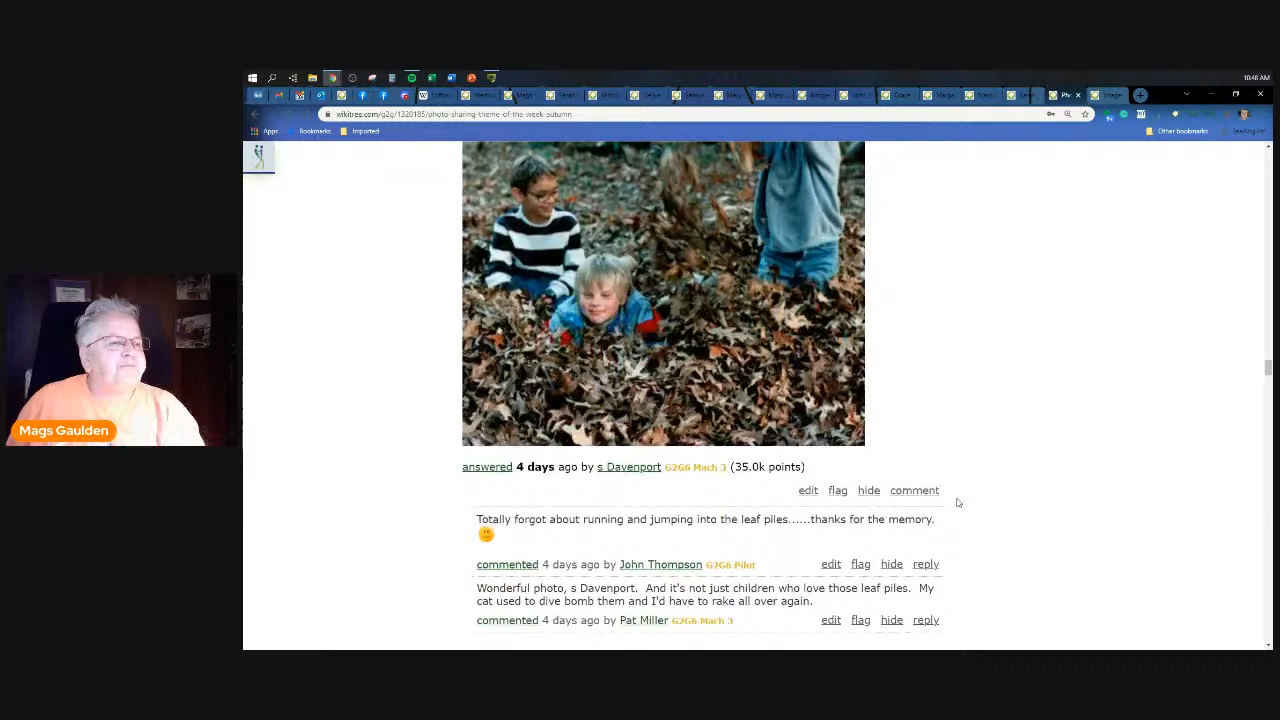 10:48 AM
wikitree.com/g2g/1320185/photo-sharing-theme-of-the-week-autumn
Apps
Bookmarks
Imported
Other bookmarks
Reading list
answered 4 days ago by s Davenport G2G6 Mach 3 (35.0k points)
edit flag hide comment
Totally forgot about running and jumping into the leaf piles......thanks for the memory.
commented 4 days ago by John Thompson G2G6 Pilot
edit flag hide reply
Wonderful photo, s Davenport. And it's not just children who love those leaf piles. My
cat used to dive bomb them and I'd have to rake all over again.
commented 4 days ago by Pat Miller G2G6 Mach 3
edit flag hide reply
Mags Gaulden